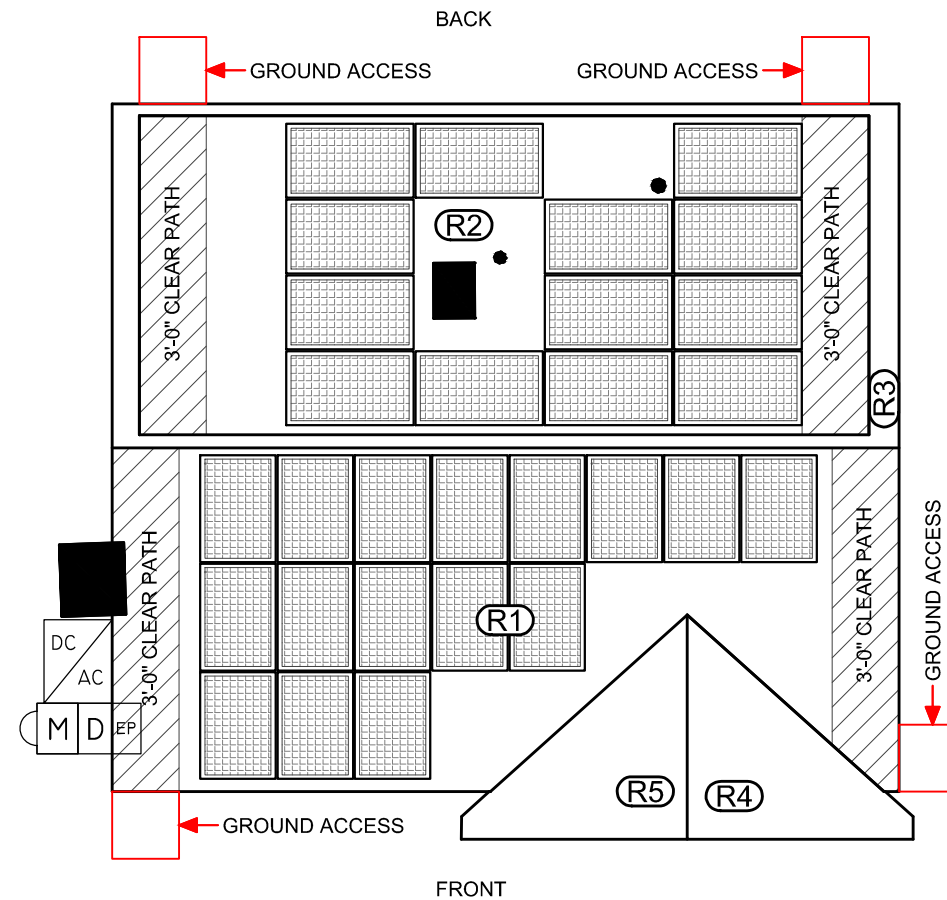 BACK
GROUND ACCESS
GROUND ACCESS
3'-0" CLEAR PATH
R2
3'-0" CLEAR PATH
R3
3'-0" CLEAR PATH
3'-0" CLEAR PATH
GROUND ACCESS
R1
DC
AC
M
D
EP
R5
R4
GROUND ACCESS
FRONT